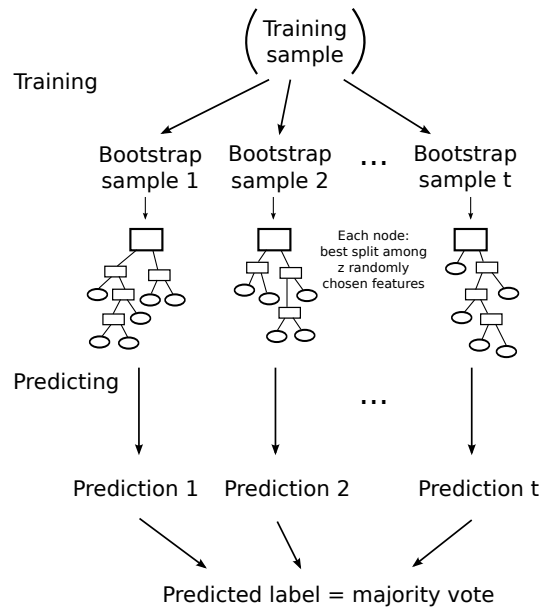 Training
sample
Training
Bootstrap
sample 1
Bootstrap
sample 2
...
Bootstrap
sample t
Each node:
best split among
z randomly
chosen features
Predicting
...
Prediction 1
Prediction 2
Prediction t
Predicted label = majority vote